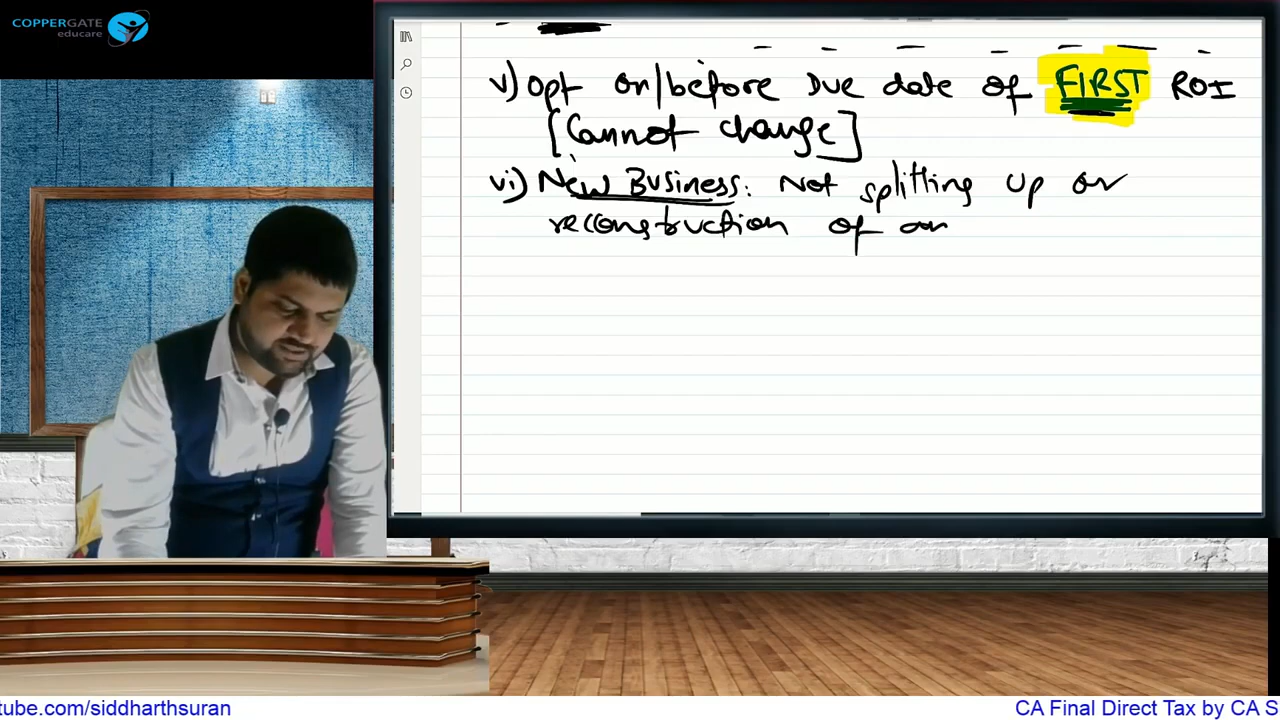 COPPERGATE
educare
v) Opt on/before Due date of FIRST ROI
[Cannot change]
vi) New Business: Not splitting up or
reconstruction of an
tube.com/siddharthsuran
CA Final Direct Tax by CA S